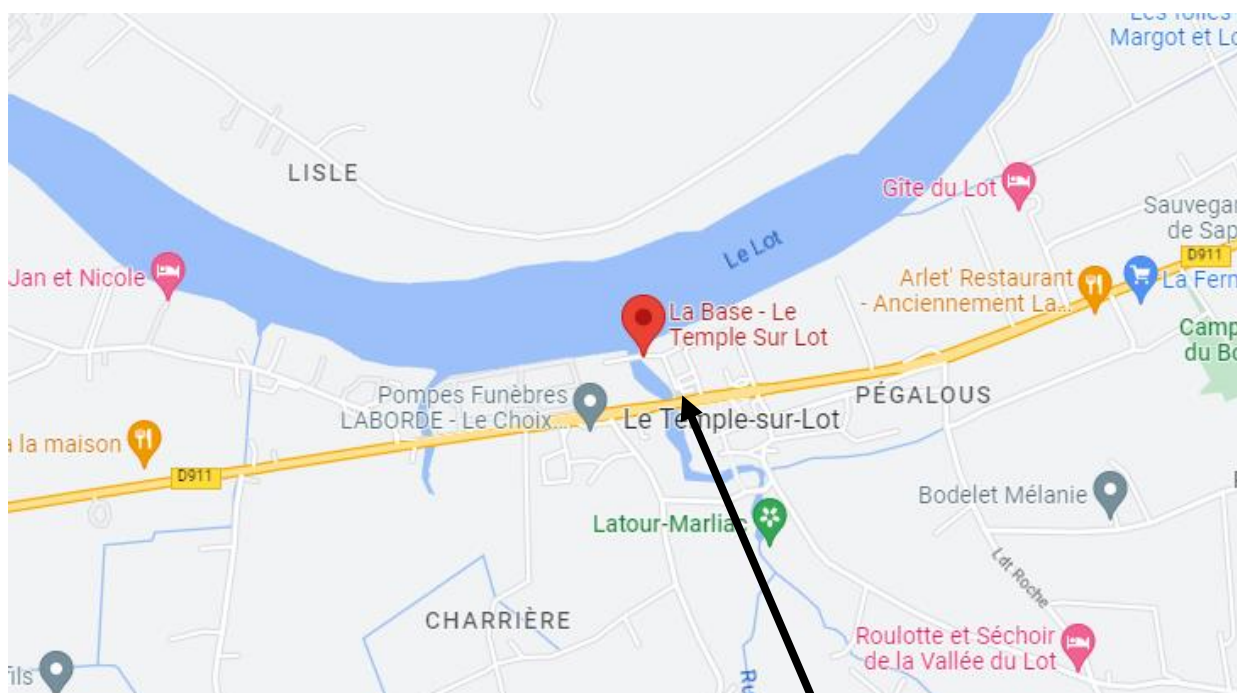 Margot et Lo
LISLE
Gîte du Lot
Sauvegar
de Sap
Le Lot
D911
Jan et Nicole
Arlet' Restaurant
- Anciennement La...
La Fern
La Base - Le
Temple Sur Lot
Camp
du Bo
Pompes Funèbres
LABORDE - Le Choix...
PÉGALOUS
Le Temple-sur-Lot
a la maison
D911
Bodelet Mélanie
Latour-Marliac
Ldt Roche
CHARRIÈRE
Roulotte et Séchoir
de la Vallée du Lot
fils
Ru